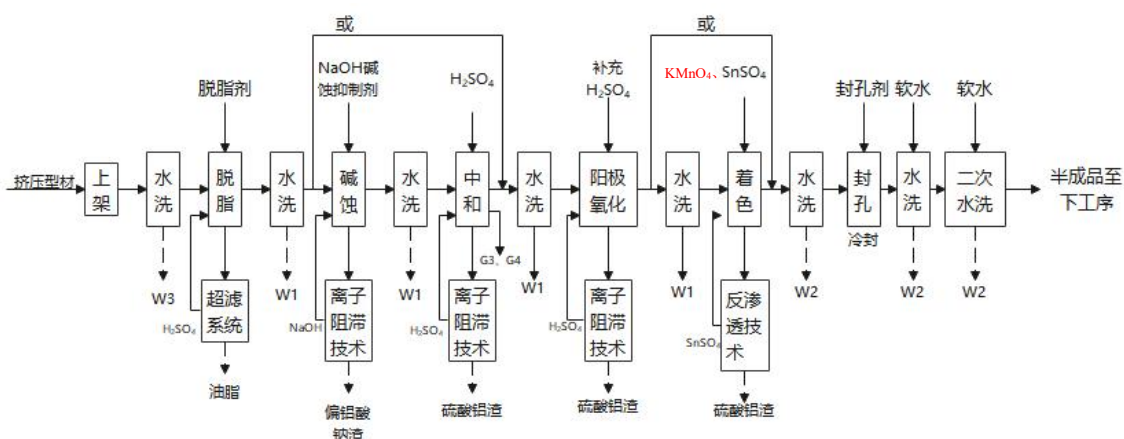 或
或
NaOH碱
蚀抑制剂
脱脂剂
H₂SO₄
补充
H₂SO₄
KMnO₄、SnSO₄
封孔剂
软水
软水
挤压型材
上架
水洗
脱脂
水洗
碱蚀
水洗
中和
水洗
阳极
氧化
水洗
着色
水洗
封孔
冷封
水洗
二次
水洗
半成品至
下工序
G3、G4
W3
W1
W1
W1
W1
W2
W2
W2
超滤
系统
H₂SO₄
离子
阻滞
技术
NaOH
离子
阻滞
技术
H₂SO₄
离子
阻滞
技术
H₂SO₄
反渗
透技
术
SnSO₄
油脂
偏铝酸
钠渣
硫酸铝渣
硫酸铝渣
硫酸铝渣